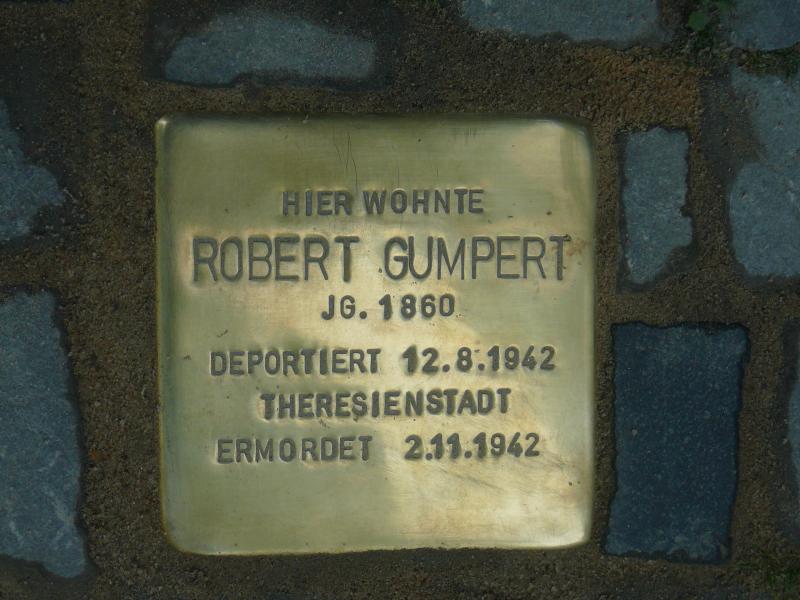 HIER WOHNTE
ROBERT GUMPERT
JG. 1860
DEPORTIERT 12.8.1942
THERESIENSTADT
ERMORDET 2.11.1942